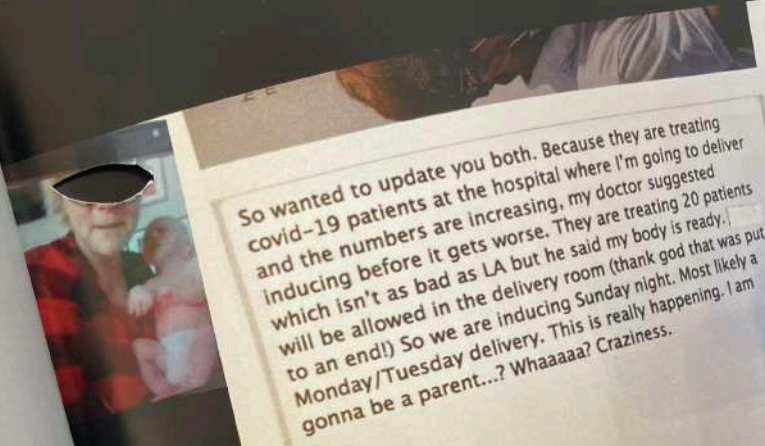 So wanted to update you both. Because they are treating
covid-19 patients at the hospital where I'm going to deliver
and the numbers are increasing, my doctor suggested
inducing before it gets worse. They are treating 20 patients
which isn't as bad as LA but he said my body is ready.
will be allowed in the delivery room (thank god that was put
to an end!) So we are inducing Sunday night. Most likely a
Monday/Tuesday delivery. This is really happening. I am
gonna be a parent...? Whaaaaa? Craziness.